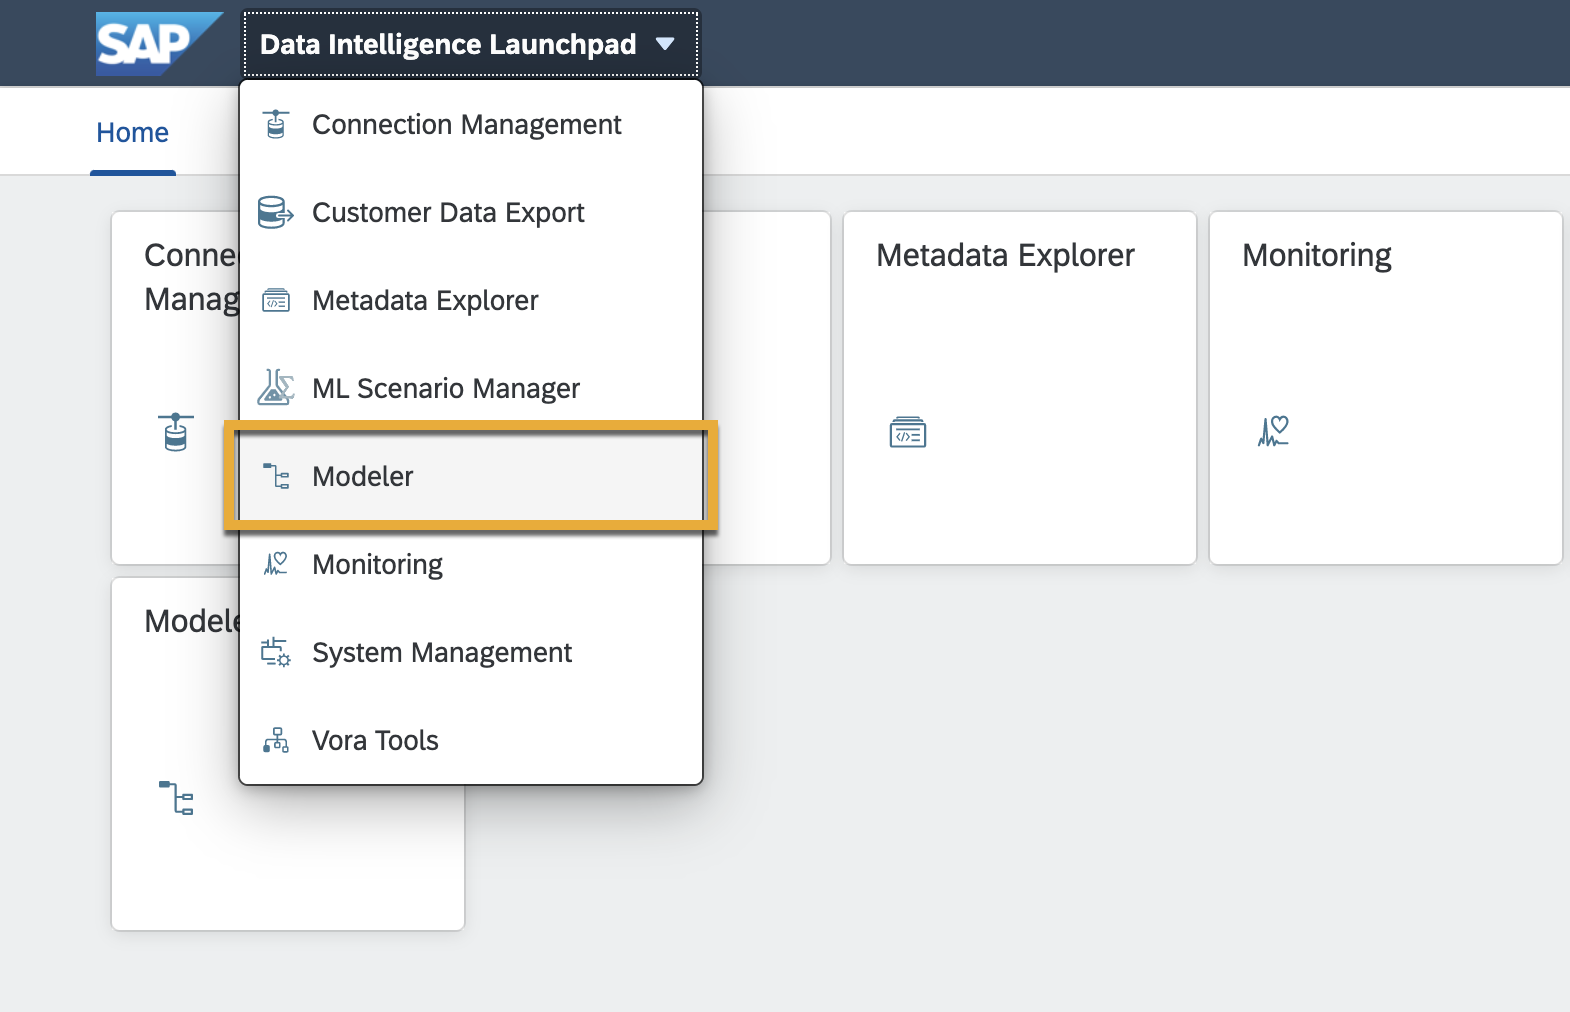 SAP
Data Intelligence Launchpad
Home
Connection Management
Customer Data Export
Metadata Explorer
ML Scenario Manager
Modeler
Monitoring
System Management
Vora Tools
Conne
Manag
Metadata Explorer
Monitoring
Modele